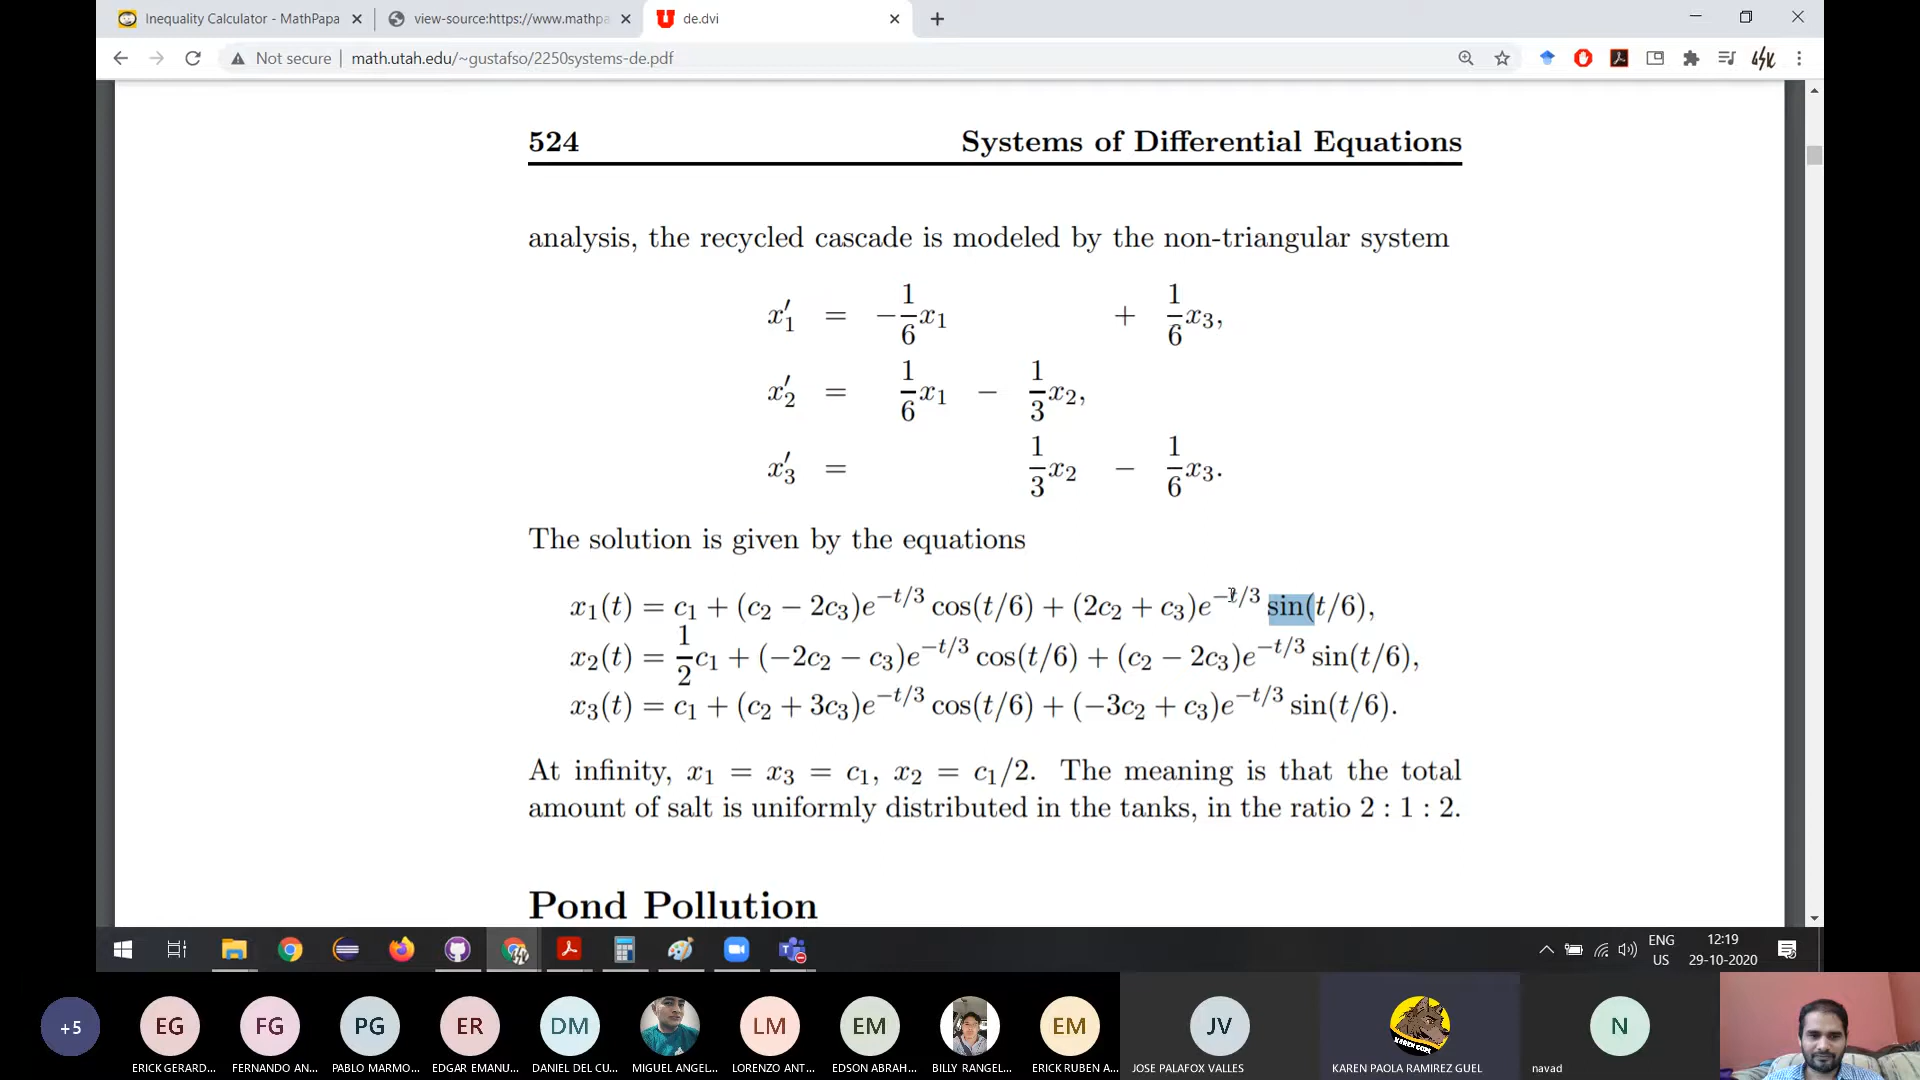 Inequality Calculator - MathPapa
view-source:https://www.mathpa
de.dvi
Not secure | math.utah.edu/~gustafso/2250systems-de.pdf
524 Systems of Differential Equations
analysis, the recycled cascade is modeled by the non-triangular system
x₁′ = −1/6 x₁ + 1/6 x₃,
x₂′ = 1/6 x₁ − 1/3 x₂,
x₃′ = 1/3 x₂ − 1/6 x₃.
The solution is given by the equations
x₁(t) = c₁ + (c₂ − 2c₃)e^{−t/3} cos(t/6) + (2c₂ + c₃)e^{−t/3} sin(t/6),
x₂(t) = 1/2 c₁ + (−2c₂ − c₃)e^{−t/3} cos(t/6) + (c₂ − 2c₃)e^{−t/3} sin(t/6),
x₃(t) = c₁ + (c₂ + 3c₃)e^{−t/3} cos(t/6) + (−3c₂ + c₃)e^{−t/3} sin(t/6).
At infinity, x₁ = x₃ = c₁, x₂ = c₁/2. The meaning is that the total
amount of salt is uniformly distributed in the tanks, in the ratio 2 : 1 : 2.
Pond Pollution
ENG
US
12:19
29-10-2020
+5
EG
FG
PG
ER
DM
LM
EM
EM
JV
KAREN GUEL
N
ERICK GERARD...
FERNANDO AN...
PABLO MARMO...
EDGAR EMANU...
DANIEL DEL CU...
MIGUEL ANGEL...
LORENZO ANT...
EDSON ABRAH...
BILLY RANGEL...
ERICK RUBEN A...
JOSE PALAFOX VALLES
KAREN PAOLA RAMIREZ GUEL
navad